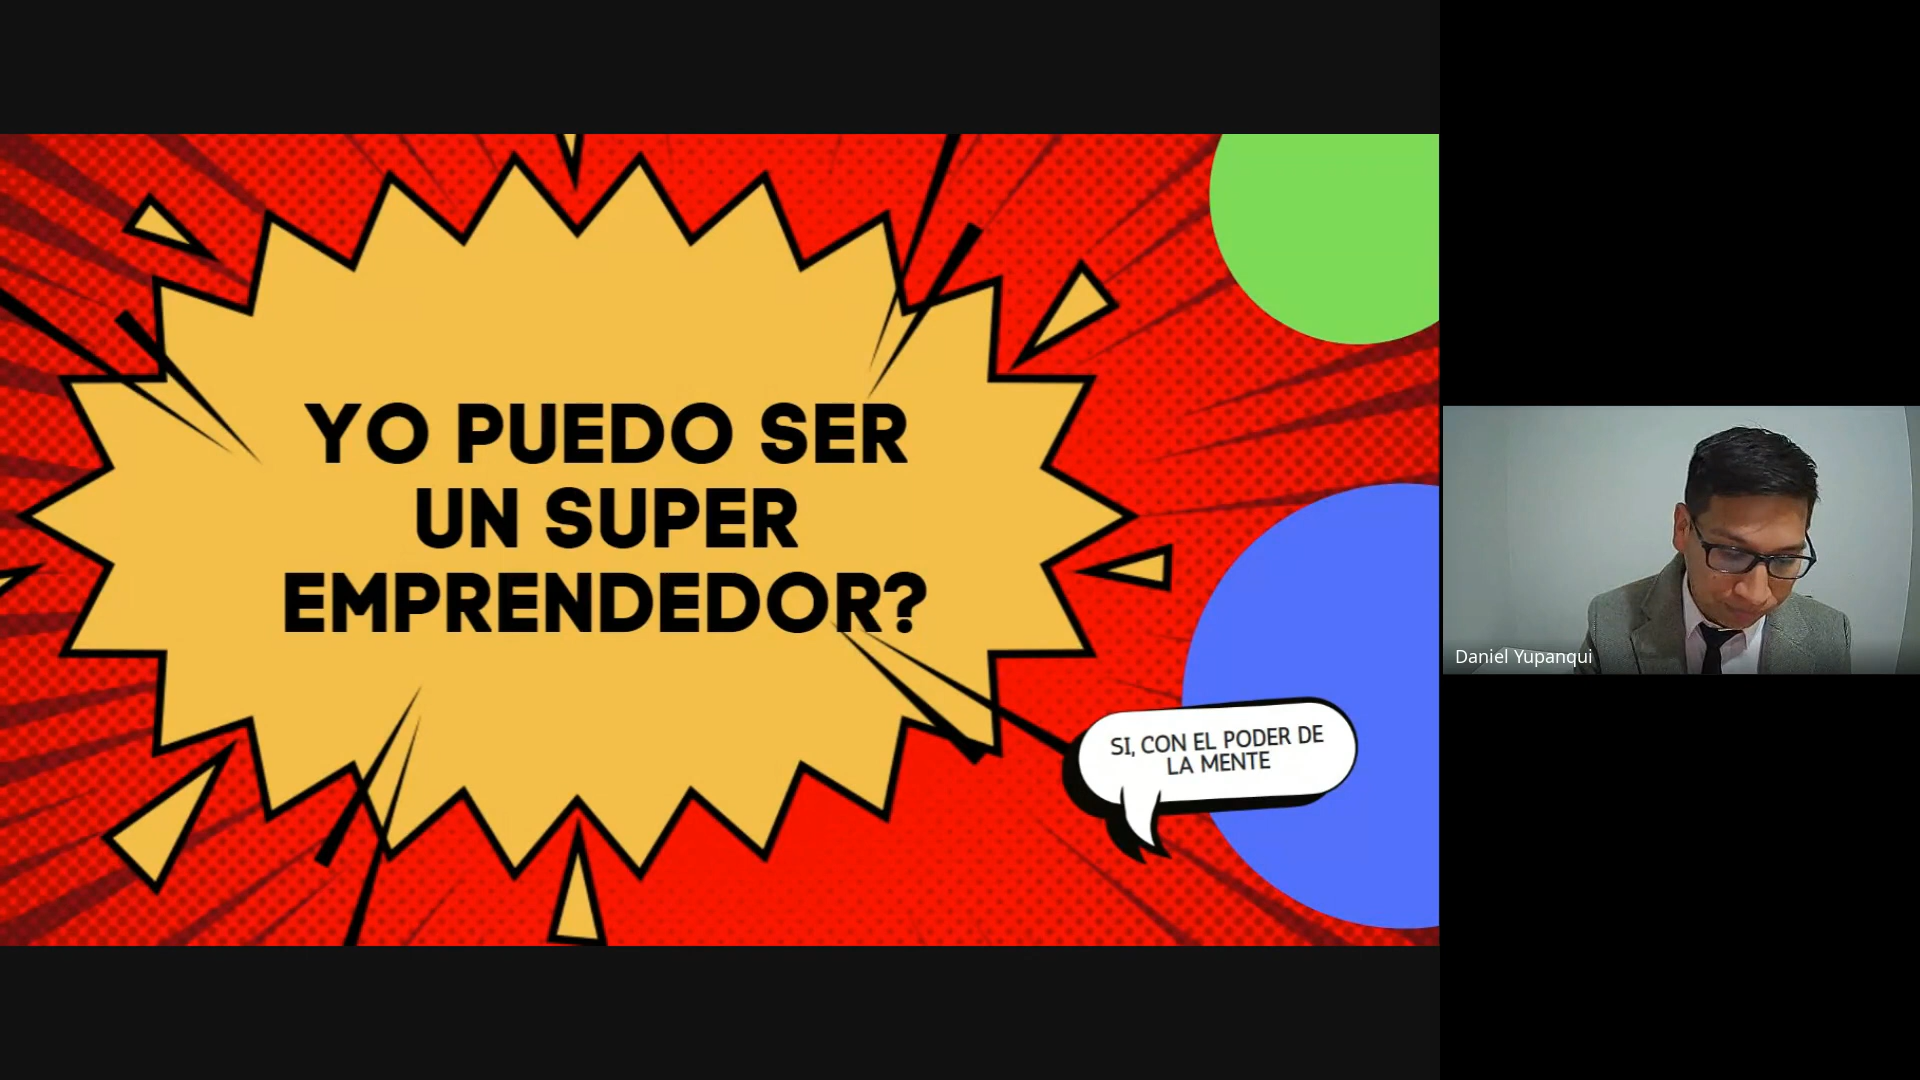 YO PUEDO SER
UN SUPER
EMPRENDEDOR?
SI, CON EL PODER DE
LA MENTE
Daniel Yupanqui